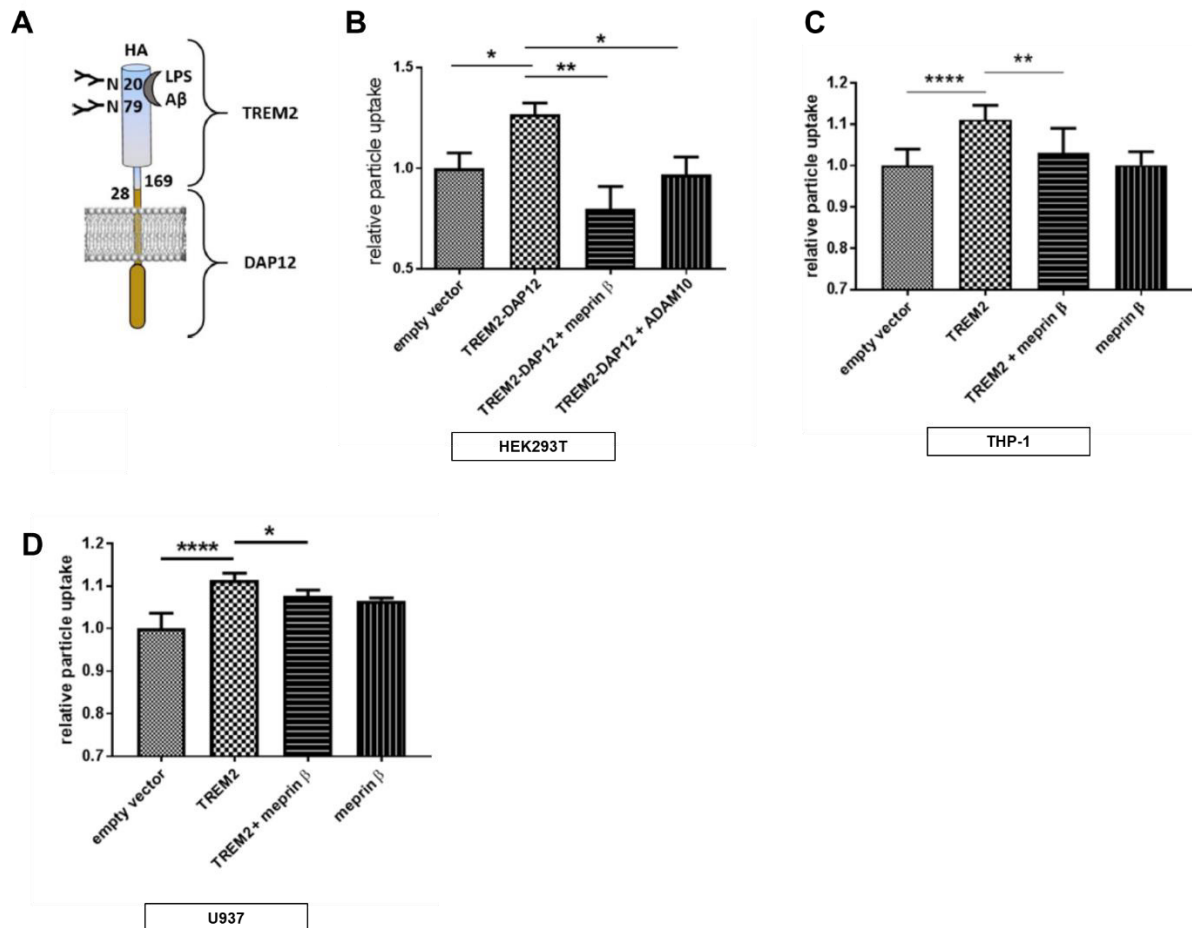 A
HA
N 20
LPS
N 79
Aβ
TREM2
28
169
DAP12
B
*
*
**
relative particle uptake
1.5
1.0
0.5
empty vector
TREM2-DAP12
TREM2-DAP12 + meprin β
TREM2-DAP12 + ADAM10
HEK293T
C
****
**
relative particle uptake
1.2
1.1
1.0
0.9
0.8
0.7
empty vector
TREM2
TREM2 + meprin β
meprin β
THP-1
D
****
*
relative particle uptake
1.2
1.1
1.0
0.9
0.8
0.7
empty vector
TREM2
TREM2 + meprin β
meprin β
U937